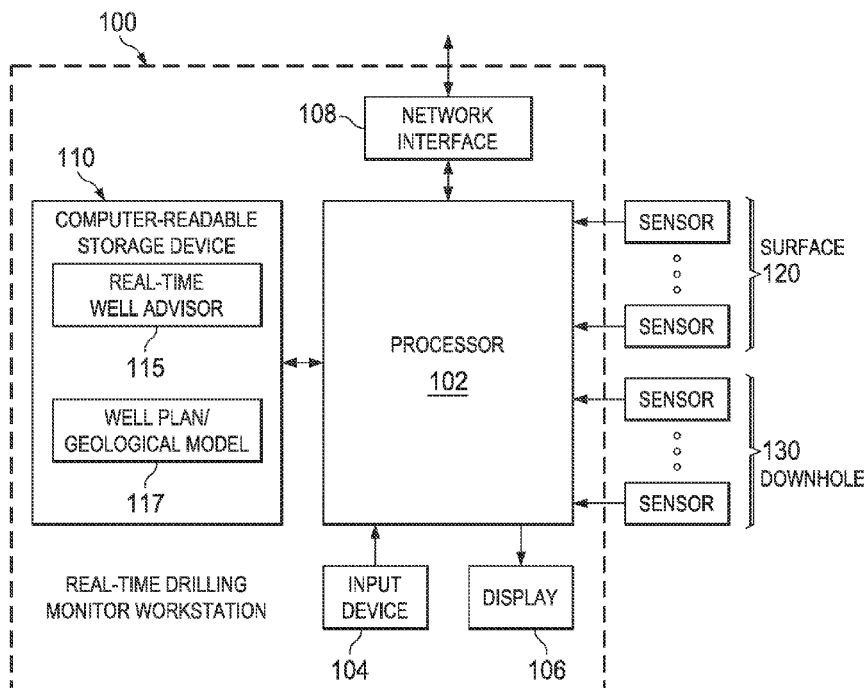 100
108
NETWORK
INTERFACE
110
COMPUTER-READABLE
STORAGE DEVICE
REAL-TIME
WELL ADVISOR
115
WELL PLAN/
GEOLOGICAL MODEL
117
PROCESSOR
102
SENSOR
SENSOR
SURFACE
120
SENSOR
SENSOR
130
DOWNHOLE
REAL-TIME DRILLING
MONITOR WORKSTATION
INPUT
DEVICE
104
DISPLAY
106